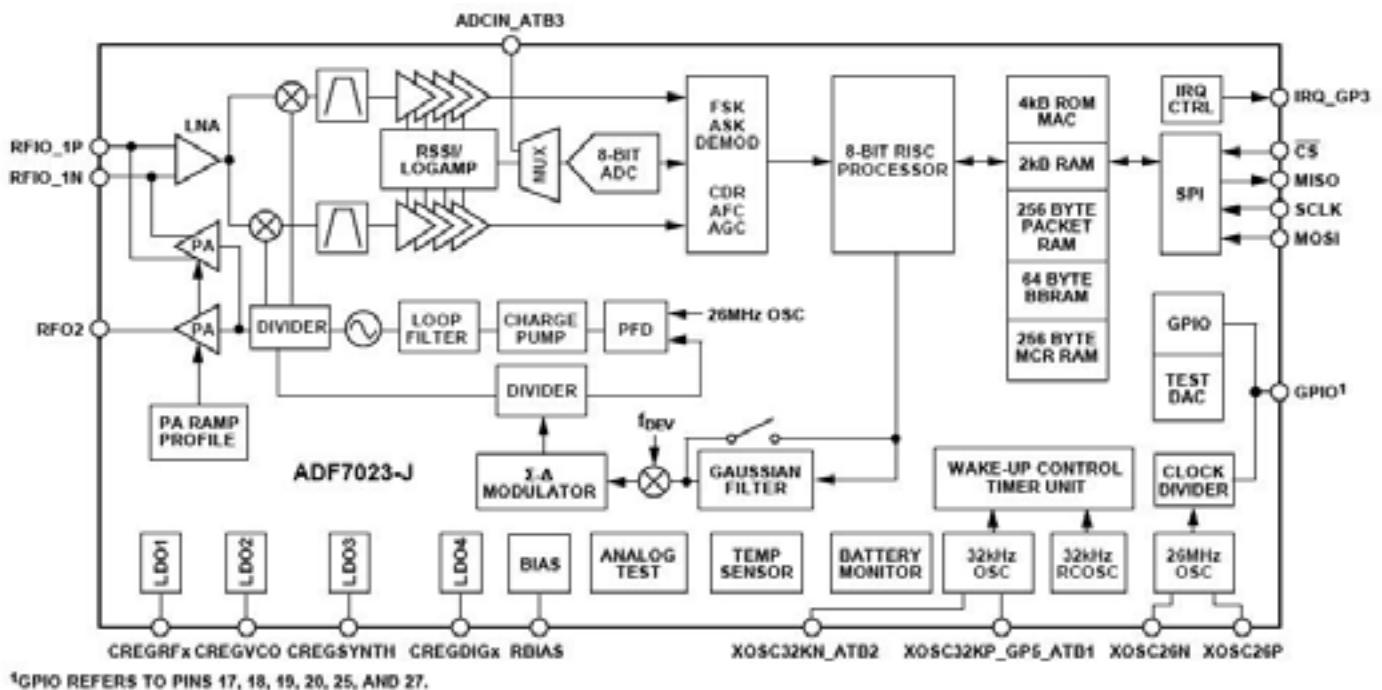 ADCIN_ATB3
LNA
RFIO_1P
RFIO_1N
RSSI/
LOGAMP
MUX
8-BIT
ADC
FSK
ASK
DEMOD
CDR
AFC
AGC
8-BIT RISC
PROCESSOR
4kB ROM
MAC
2kB RAM
256 BYTE
PACKET
RAM
64 BYTE
BBRAM
256 BYTE
MCR RAM
IRQ
CTRL
IRQ_GP3
SPI
CS
MISO
SCLK
MOSI
PA
RFO2
PA
DIVIDER
LOOP
FILTER
CHARGE
PUMP
PFD
26MHz OSC
DIVIDER
GPIO
TEST
DAC
GPIO¹
PA RAMP
PROFILE
ADF7023-J
Σ-Δ
MODULATOR
fDEV
GAUSSIAN
FILTER
WAKE-UP CONTROL
TIMER UNIT
CLOCK
DIVIDER
LDO1
LDO2
LDO3
LDO4
BIAS
ANALOG
TEST
TEMP
SENSOR
BATTERY
MONITOR
32kHz
OSC
32kHz
RCOSC
26MHz
OSC
CREGRFx
CREGVCO
CREGSYNTH
CREGDIGx
RBIAS
XOSC32KN_ATB2
XOSC32KP_GP5_ATB1
XOSC26N
XOSC26P
¹GPIO REFERS TO PINS 17, 18, 19, 20, 25, AND 27.